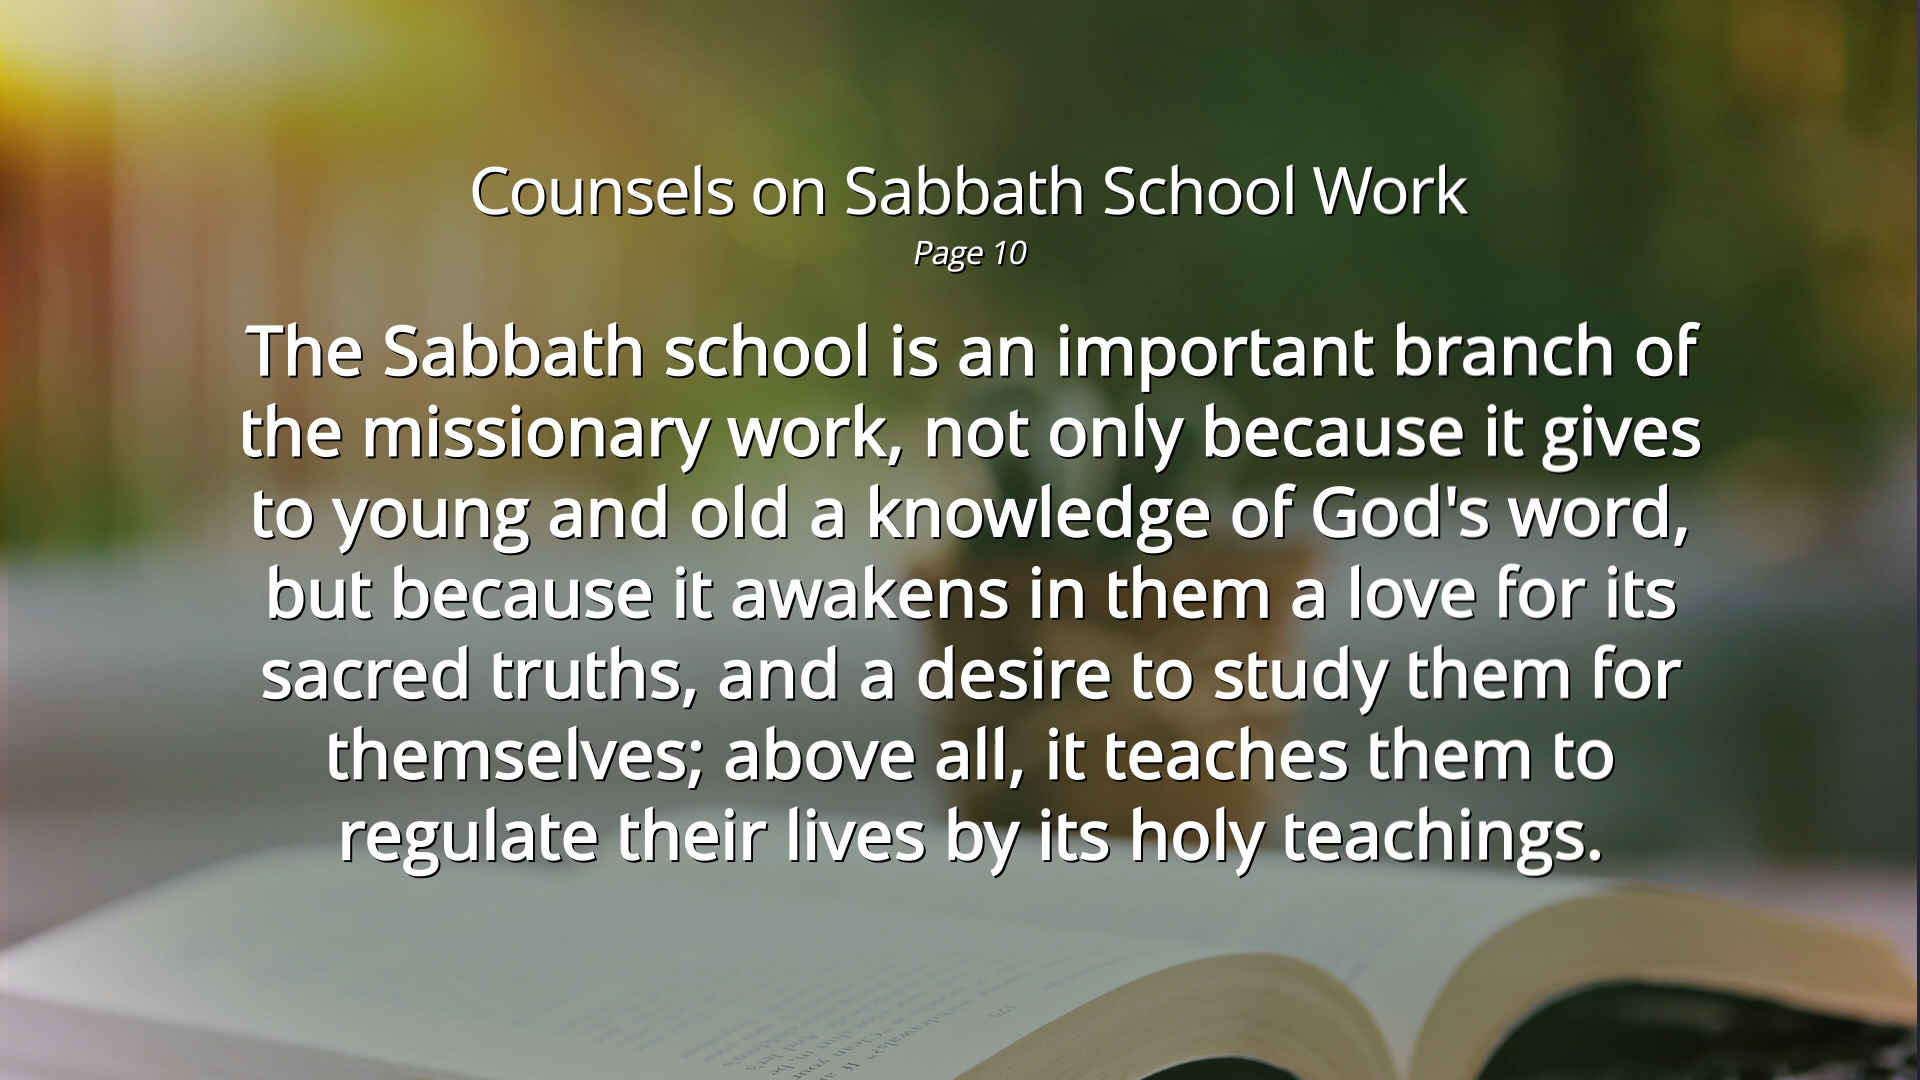 Counsels on Sabbath School Work
Page 10
The Sabbath school is an important branch of
the missionary work, not only because it gives
to young and old a knowledge of God's word,
but because it awakens in them a love for its
sacred truths, and a desire to study them for
themselves; above all, it teaches them to
regulate their lives by its holy teachings.
175